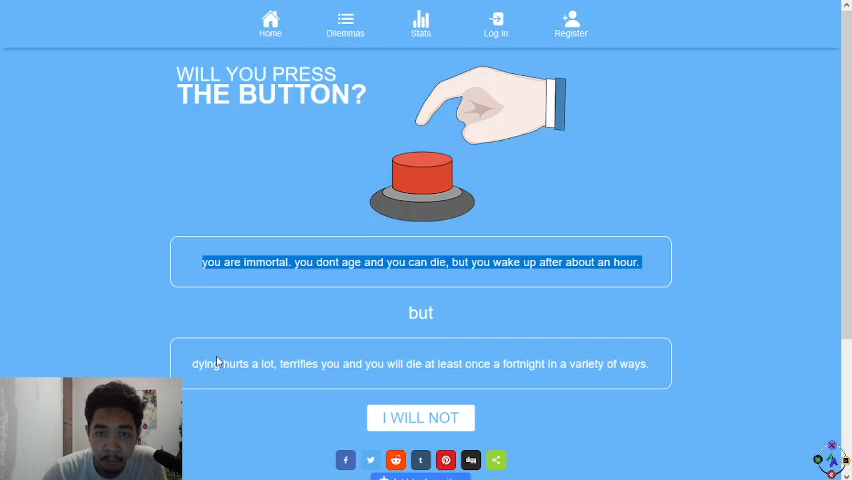 Home
Dilemmas
Stats
Log in
Register
WILL YOU PRESS
THE BUTTON?
you are immortal. you dont age and you can die, but you wake up after about an hour.
but
dying hurts a lot, terrifies you and you will die at least once a fortnight in a variety of ways.
I WILL NOT
digg